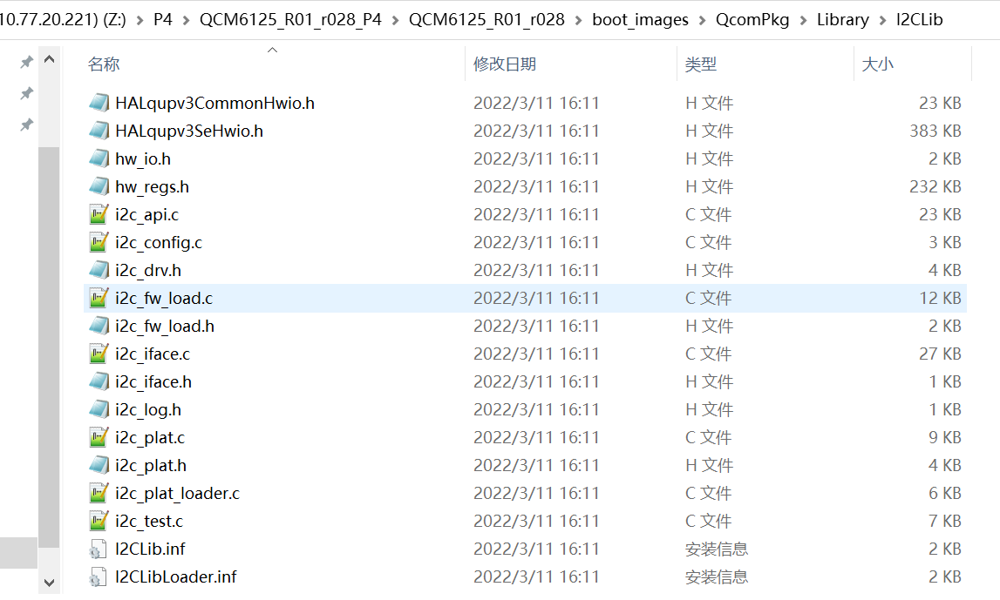 10.77.20.221) (Z:) > P4 > QCM6125_R01_r028_P4 > QCM6125_R01_r028 > boot_images > QcomPkg > Library > I2CLib
名称 修改日期 类型 大小
HALqupv3CommonHwio.h 2022/3/11 16:11 H 文件 23 KB
HALqupv3SeHwio.h 2022/3/11 16:11 H 文件 383 KB
hw_io.h 2022/3/11 16:11 H 文件 2 KB
hw_regs.h 2022/3/11 16:11 H 文件 232 KB
i2c_api.c 2022/3/11 16:11 C 文件 23 KB
i2c_config.c 2022/3/11 16:11 C 文件 3 KB
i2c_drv.h 2022/3/11 16:11 H 文件 4 KB
i2c_fw_load.c 2022/3/11 16:11 C 文件 12 KB
i2c_fw_load.h 2022/3/11 16:11 H 文件 2 KB
i2c_iface.c 2022/3/11 16:11 C 文件 27 KB
i2c_iface.h 2022/3/11 16:11 H 文件 1 KB
i2c_log.h 2022/3/11 16:11 H 文件 1 KB
i2c_plat.c 2022/3/11 16:11 C 文件 9 KB
i2c_plat.h 2022/3/11 16:11 H 文件 4 KB
i2c_plat_loader.c 2022/3/11 16:11 C 文件 6 KB
i2c_test.c 2022/3/11 16:11 C 文件 7 KB
I2CLib.inf 2022/3/11 16:11 安装信息 2 KB
I2CLibLoader.inf 2022/3/11 16:11 安装信息 2 KB